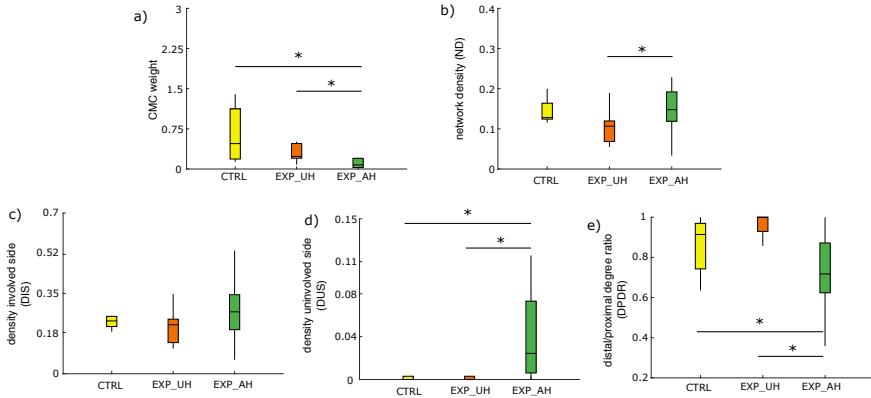 a)
3
1.5
0.75
0
CMC weight
*
*
CTRL EXP_UH EXP_AH
b)
0.4
0.3
0.2
0.1
0
network density (ND)
*
CTRL EXP_UH EXP_AH
c)
0.7
0.52
0.35
0.18
0
density involved side
(DIS)
CTRL EXP_UH EXP_AH
d)
0.15
0.11
0.08
0.04
0
density uninvolved side
(DUS)
*
*
CTRL EXP_UH EXP_AH
e)
1
0.8
0.6
0.4
0.2
distal/proximal degree ratio
(DPDR)
*
*
CTRL EXP_UH EXP_AH